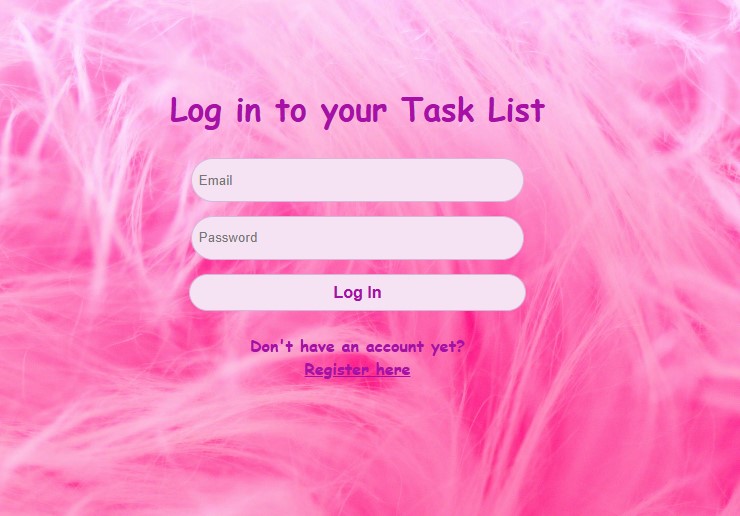 Log in to your Task List
Email
Password
Log In
Don't have an account yet?
Register here